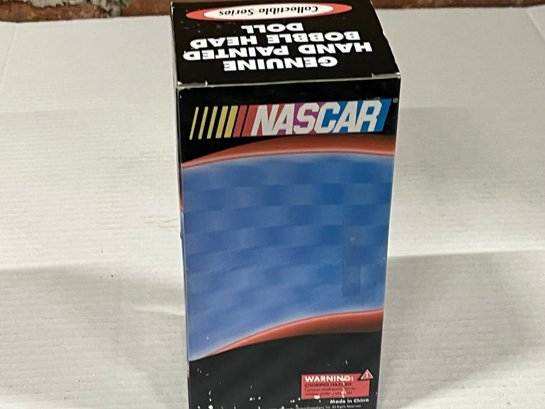 Collectible Series
GENUINE
HAND PAINTED
BOBBLE HEAD
DOLL
NASCAR
WARNING:
CHOKING HAZARD
Made in China